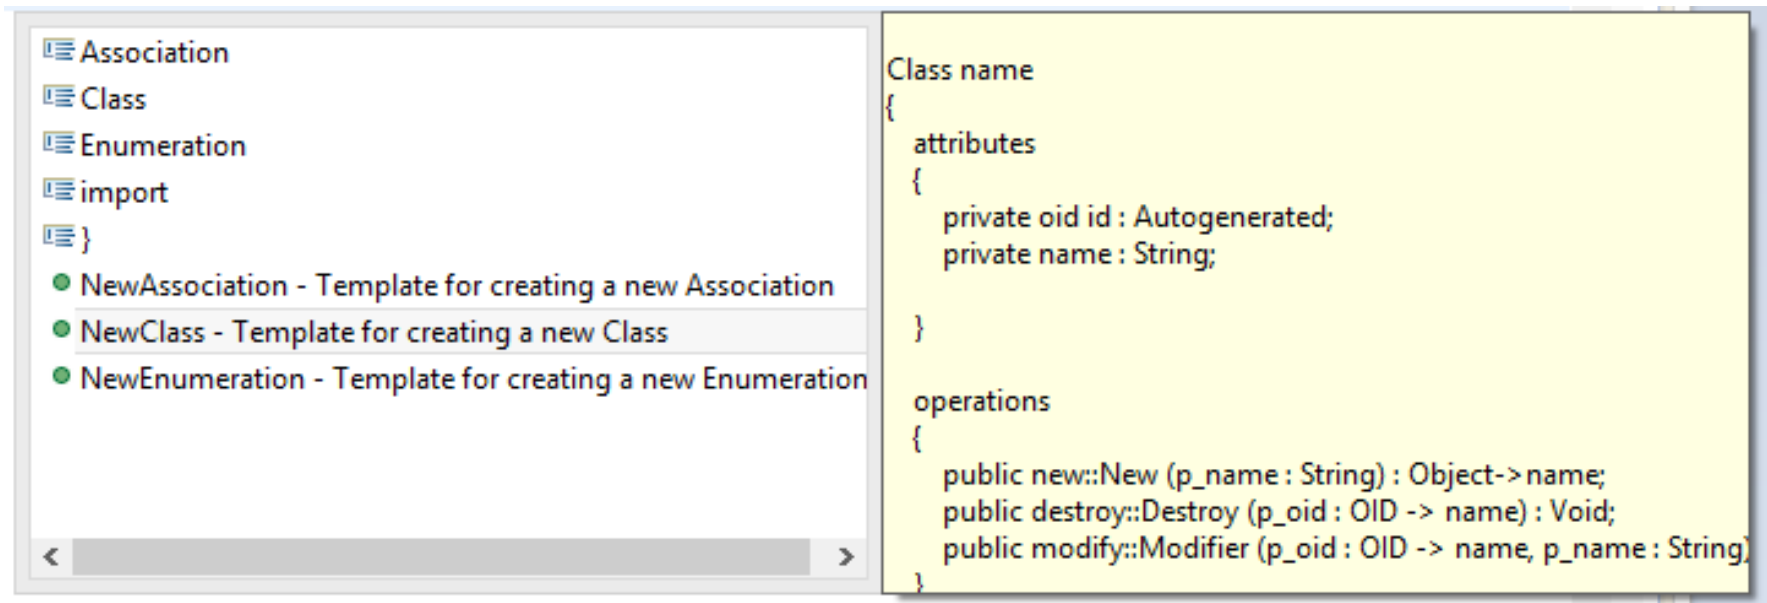 Association
Class
Enumeration
import
}
NewAssociation - Template for creating a new Association
NewClass - Template for creating a new Class
NewEnumeration - Template for creating a new Enumeration
Class name
{
attributes
{
private oid id : Autogenerated;
private name : String;
}
operations
{
public new::New (p_name : String) : Object->name;
public destroy::Destroy (p_oid : OID -> name) : Void;
public modify::Modifier (p_oid : OID -> name, p_name : String)
}